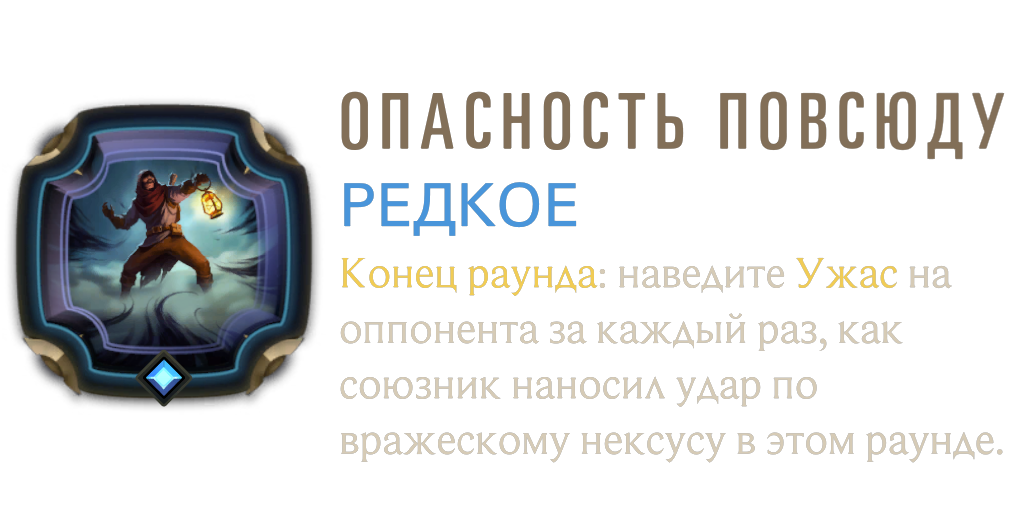 ОПАСНОСТЬ ПОВСЮДУ
РЕДКОЕ
Конец раунда: наведите Ужас на
оппонента за каждый раз, как
союзник наносил удар по
вражескому нексусу в этом раунде.